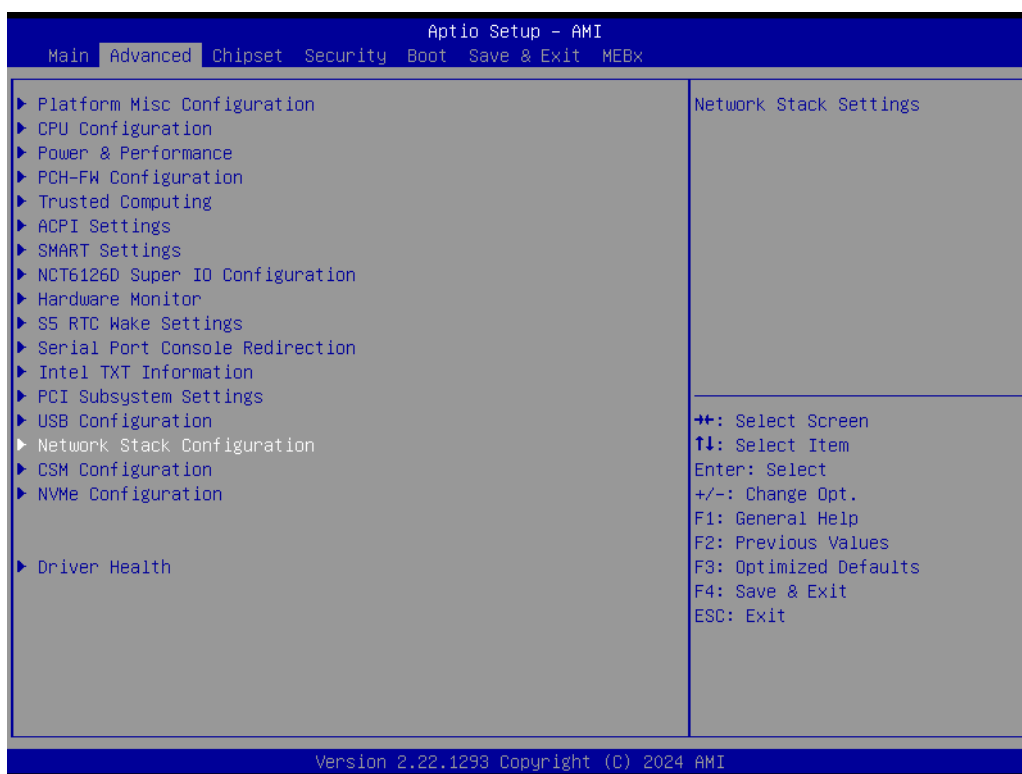 Aptio Setup – AMI
Main Advanced Chipset Security Boot Save & Exit MEBx
▶ Platform Misc Configuration
▶ CPU Configuration
▶ Power & Performance
▶ PCH-FW Configuration
▶ Trusted Computing
▶ ACPI Settings
▶ SMART Settings
▶ NCT6126D Super IO Configuration
▶ Hardware Monitor
▶ S5 RTC Wake Settings
▶ Serial Port Console Redirection
▶ Intel TXT Information
▶ PCI Subsystem Settings
▶ USB Configuration
▶ Network Stack Configuration
▶ CSM Configuration
▶ NVMe Configuration
▶ Driver Health
Network Stack Settings
→←: Select Screen
↑↓: Select Item
Enter: Select
+/-: Change Opt.
F1: General Help
F2: Previous Values
F3: Optimized Defaults
F4: Save & Exit
ESC: Exit
Version 2.22.1293 Copyright (C) 2024 AMI